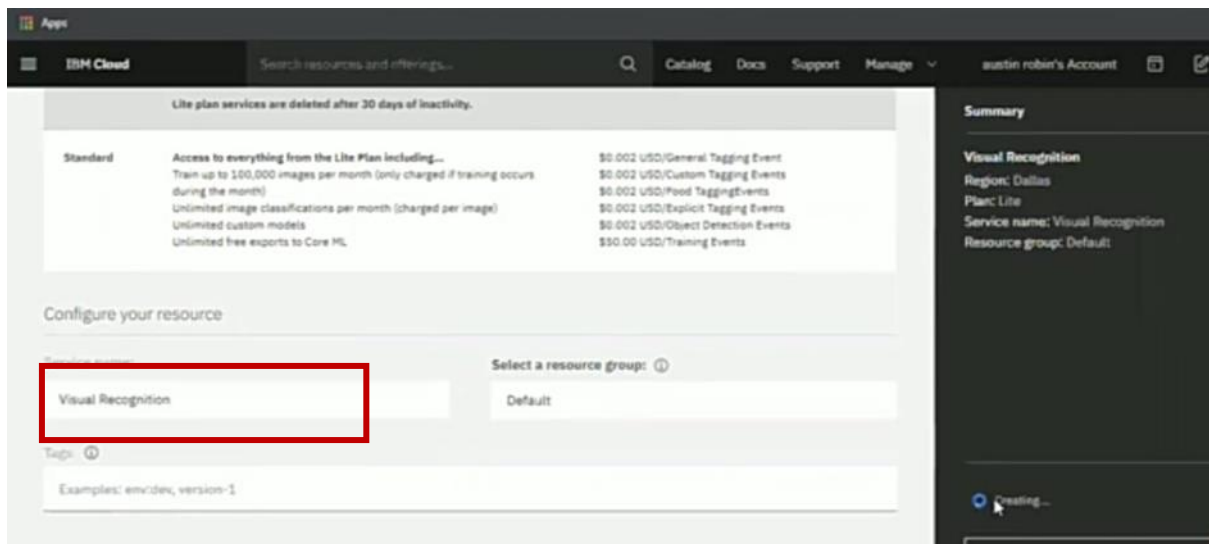 Apps
IBM Cloud Search resources and offerings... Catalog Docs Support Manage austin robin's Account
Lite plan services are deleted after 30 days of inactivity.
Standard Access to everything from the Lite Plan including... $0.002 USD/General Tagging Event
Train up to 100,000 images per month (only charged if training occurs $0.002 USD/Custom Tagging Events
during the month) $0.002 USD/Food TaggingEvents
Unlimited image classifications per month (charged per image) $0.002 USD/Explicit Tagging Events
Unlimited custom models $0.002 USD/Object Detection Events
Unlimited free exports to Core ML $50.00 USD/Training Events
Configure your resource
Service name:
Select a resource group:
Visual Recognition Default
Tags:
Examples: env:dev, version-1
Summary
Visual Recognition
Region: Dallas
Plan: Lite
Service name: Visual Recognition
Resource group: Default
Creating...